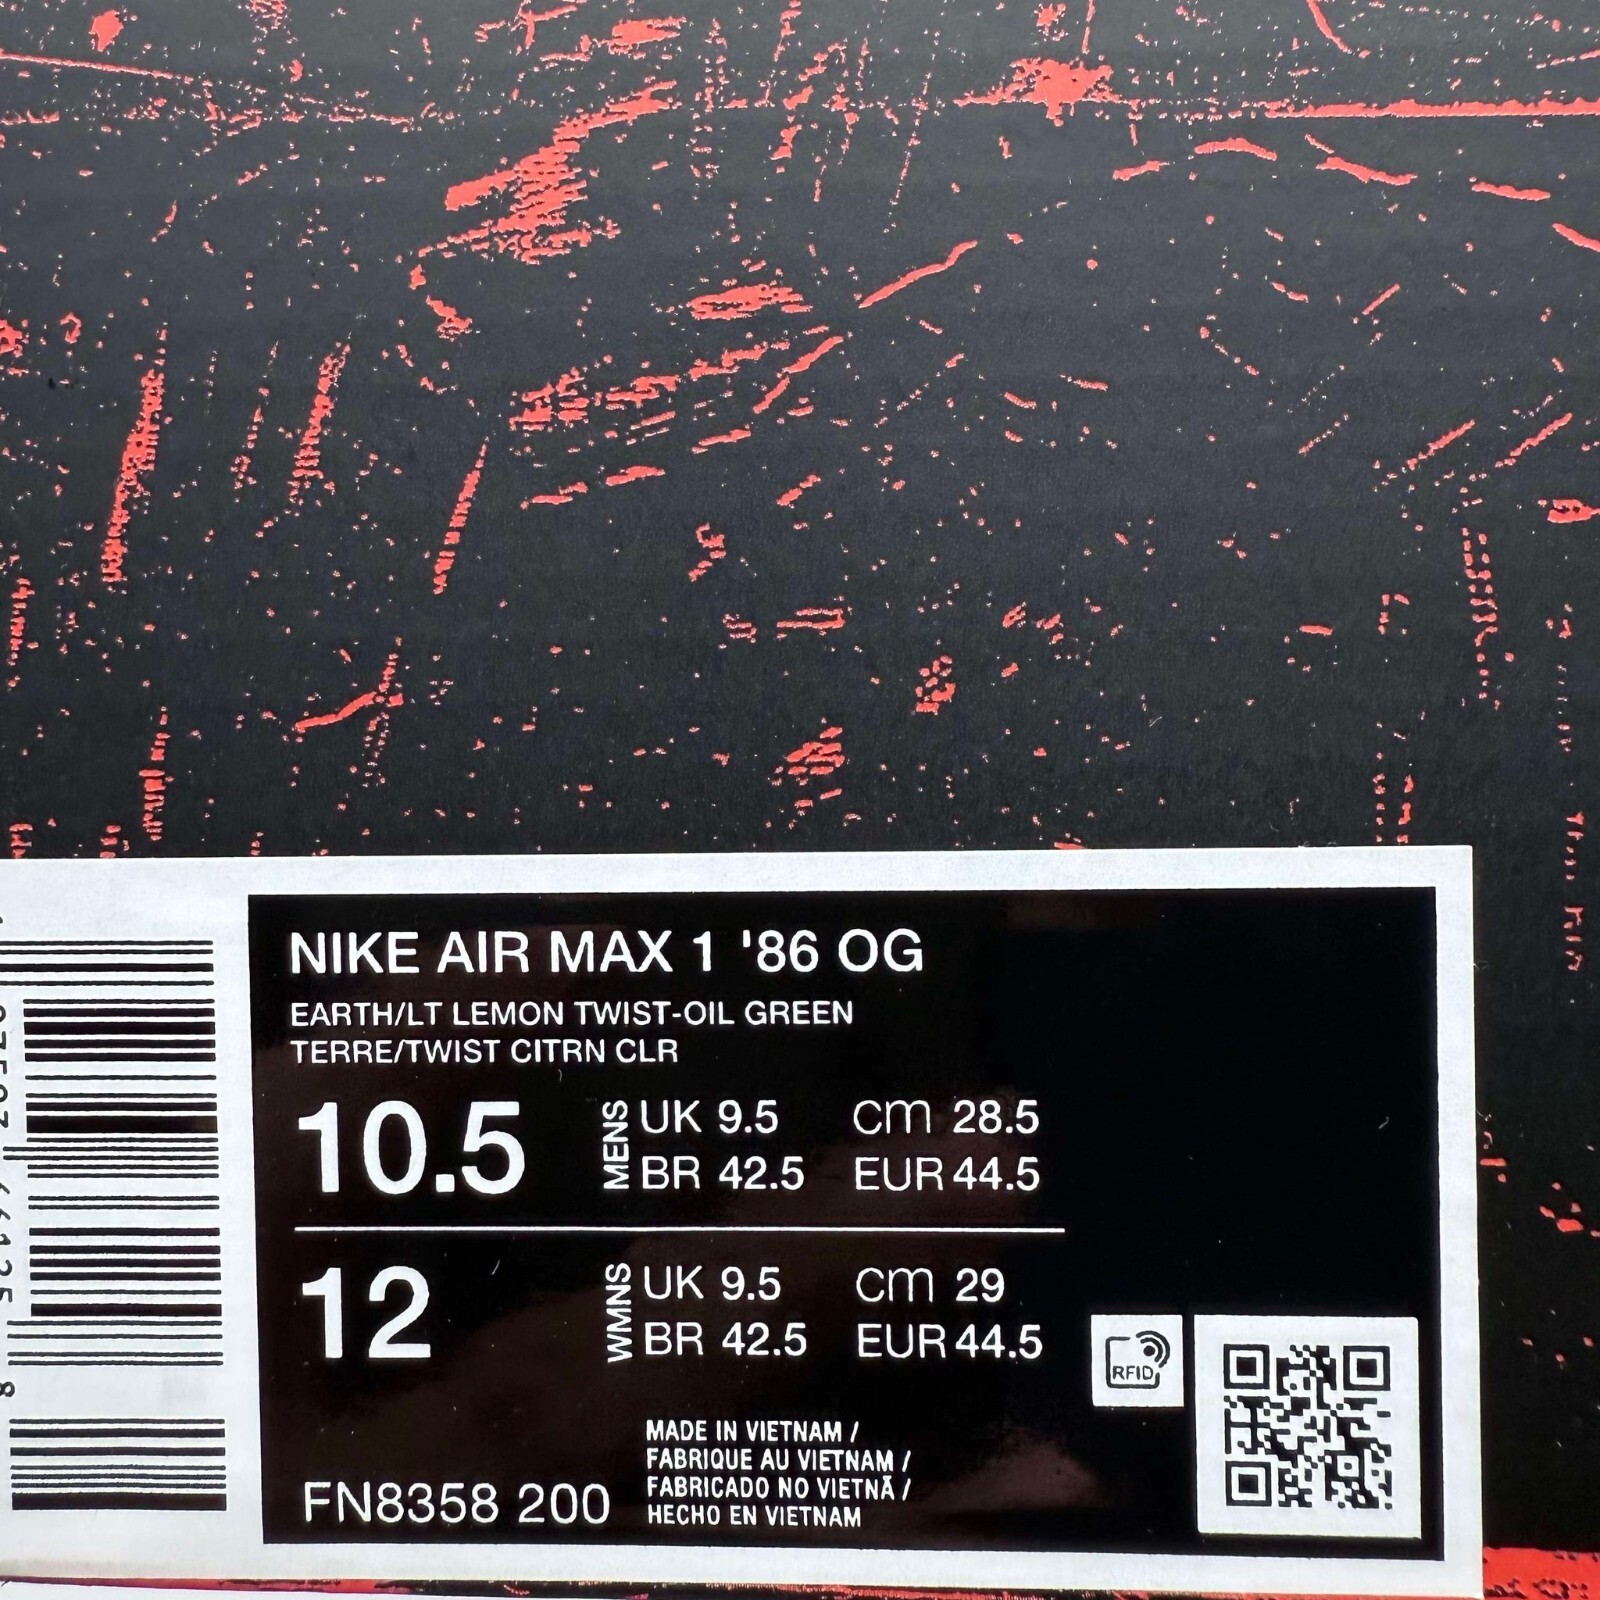 NIKE AIR MAX 1 '86 OG
EARTH/LT LEMON TWIST-OIL GREEN
TERRE/TWIST CITRN CLR
10.5 MENS UK 9.5 CM 28.5
BR 42.5 EUR 44.5
12 WMNS UK 9.5 CM 29
BR 42.5 EUR 44.5
MADE IN VIETNAM /
FABRIQUE AU VIETNAM /
FABRICADO NO VIETNÃ /
HECHO EN VIETNAM
FN8358 200
RFID